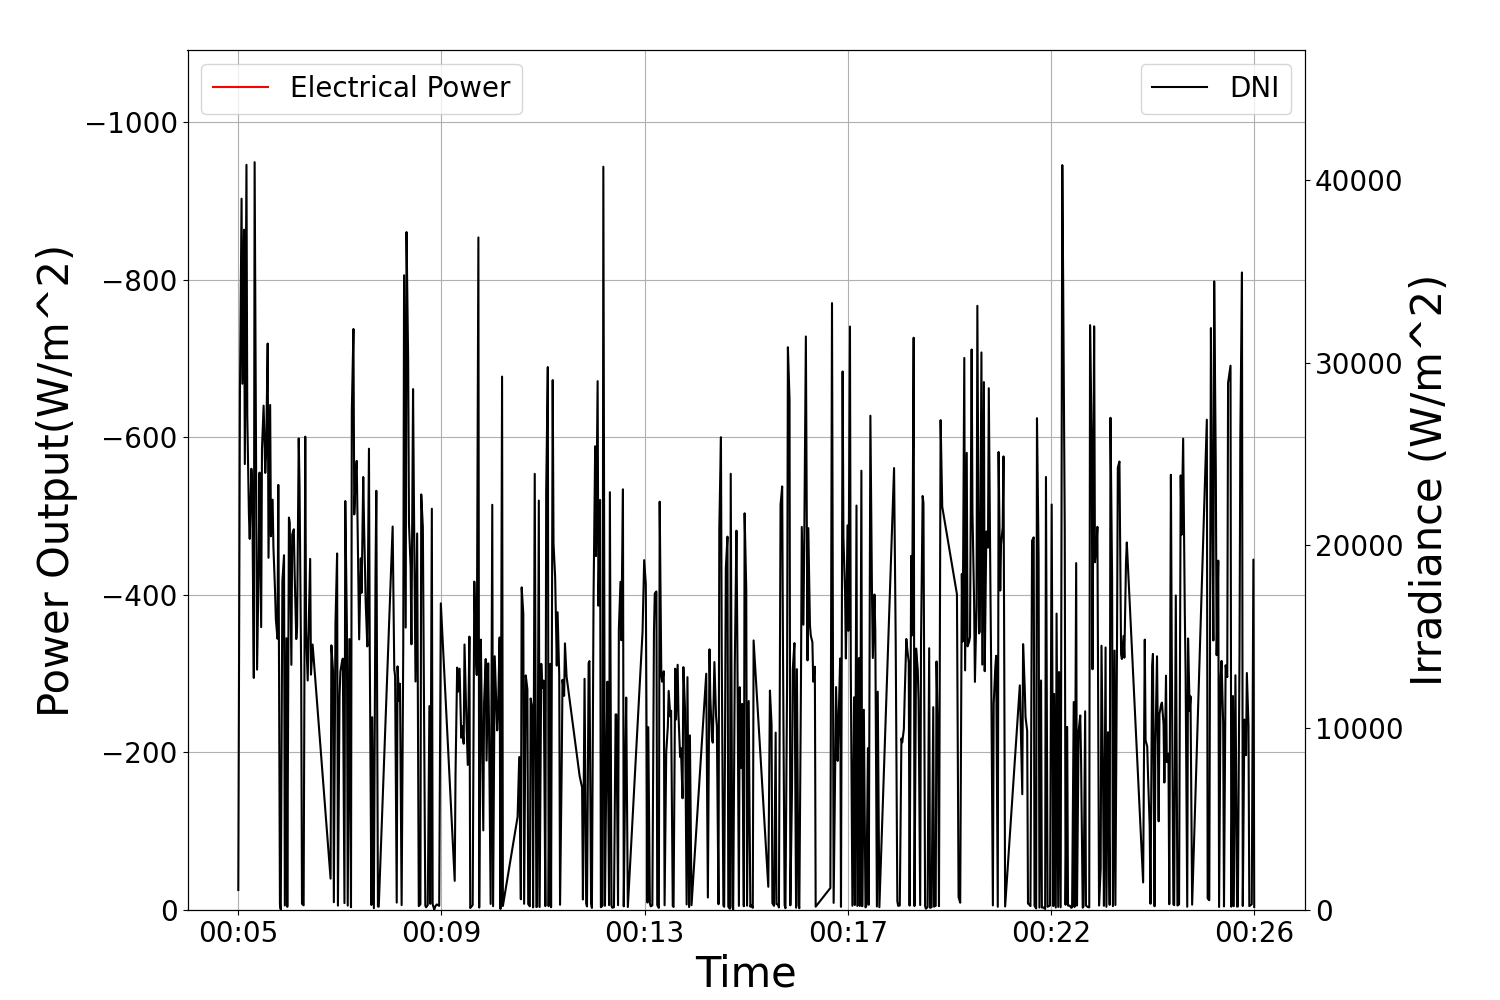 Electrical Power
DNI
Power Output(W/m^2)
−1000
−800
−600
−400
−200
0
40000
30000
20000
10000
0
Irradiance (W/m^2)
00:05 00:09 00:13 00:17 00:22 00:26
Time